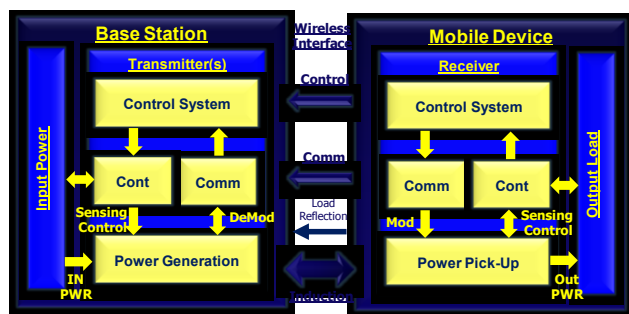 Base Station
Transmitter(s)
Control System
Cont
Comm
Sensing
Control
DeMod
Power Generation
Input Power
IN
PWR
Wireless
Interface
Control
Comm
Load
Reflection
Induction
Mobile Device
Receiver
Control System
Comm
Cont
Mod
Sensing
Control
Power Pick-Up
Output Load
Out
PWR